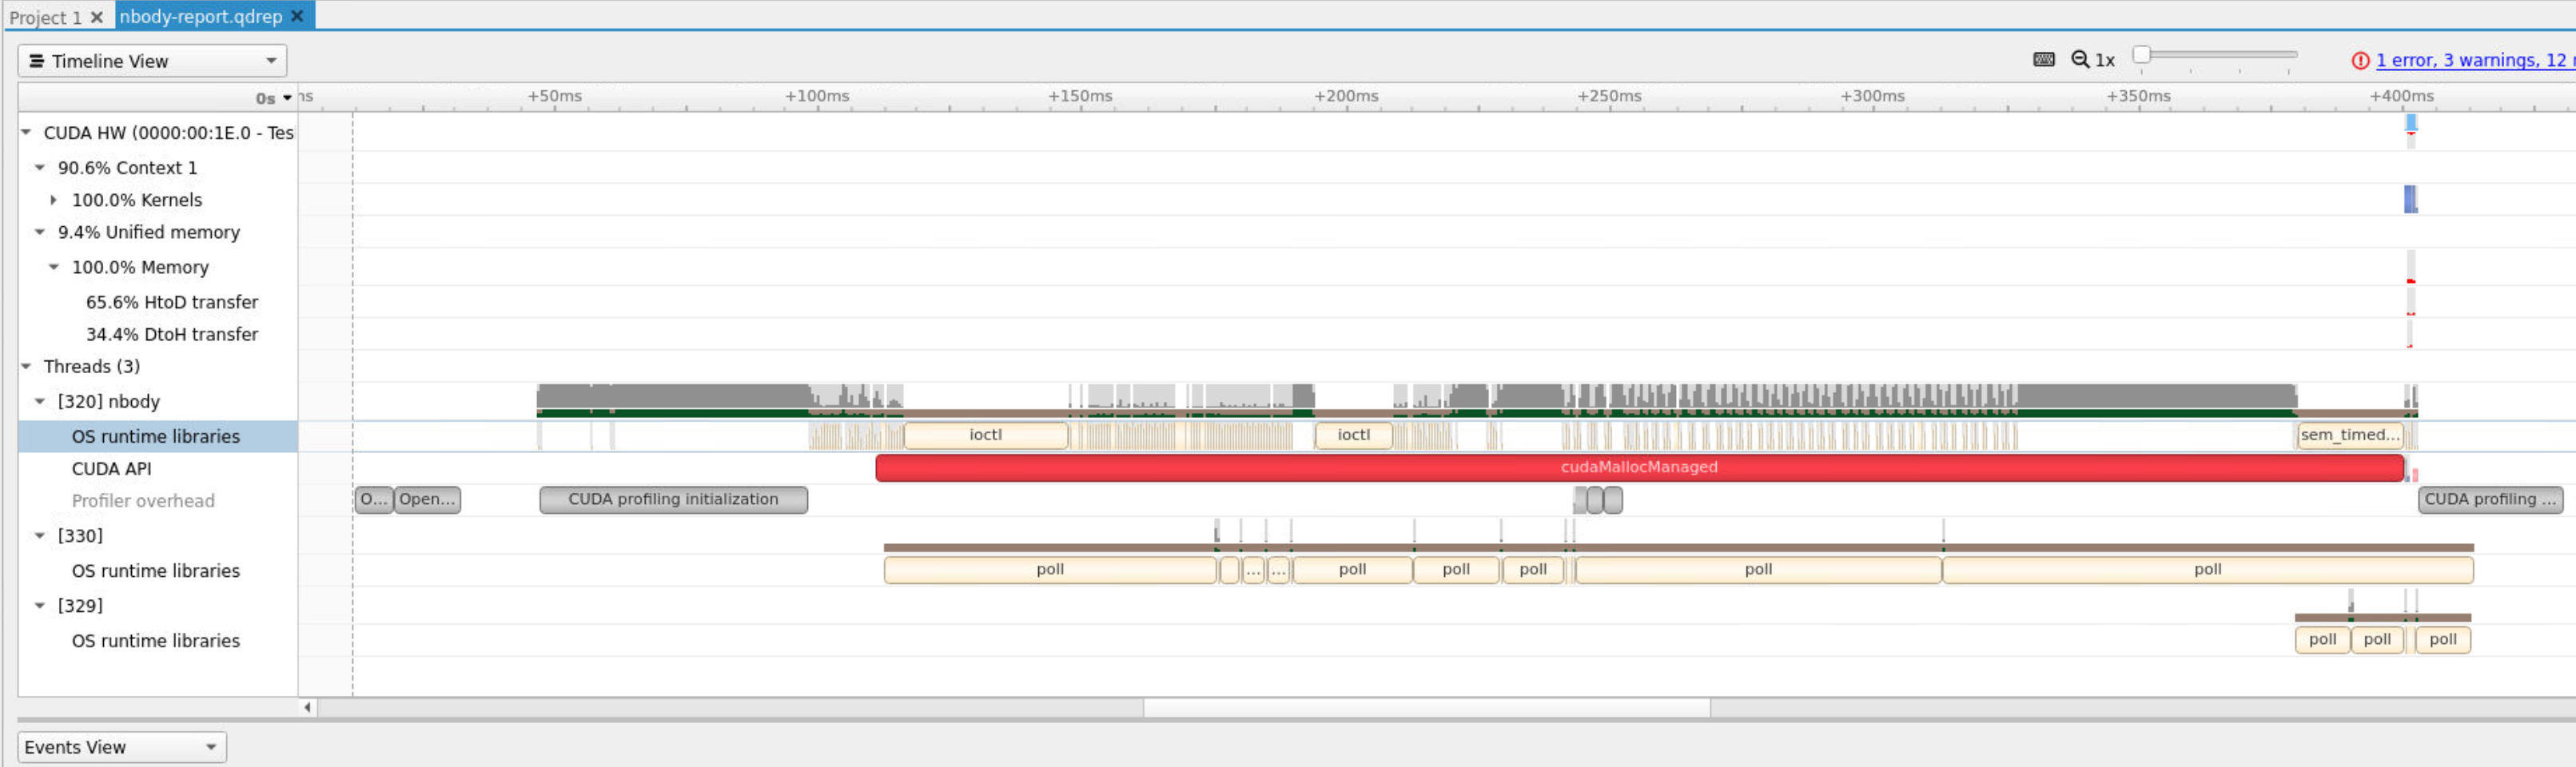 Project 1 ×
nbody-report.qdrep ×
Timeline View
1x
1 error, 3 warnings, 12
0s
ns +50ms +100ms +150ms +200ms +250ms +300ms +350ms +400ms
CUDA HW (0000:00:1E.0 - Tes
90.6% Context 1
100.0% Kernels
9.4% Unified memory
100.0% Memory
65.6% HtoD transfer
34.4% DtoH transfer
Threads (3)
[320] nbody
OS runtime libraries ioctl ioctl sem_timed...
CUDA API cudaMallocManaged
Profiler overhead O... Open... CUDA profiling initialization CUDA profiling ...
[330]
OS runtime libraries poll ... ... poll poll poll poll poll
[329]
OS runtime libraries poll poll poll
Events View